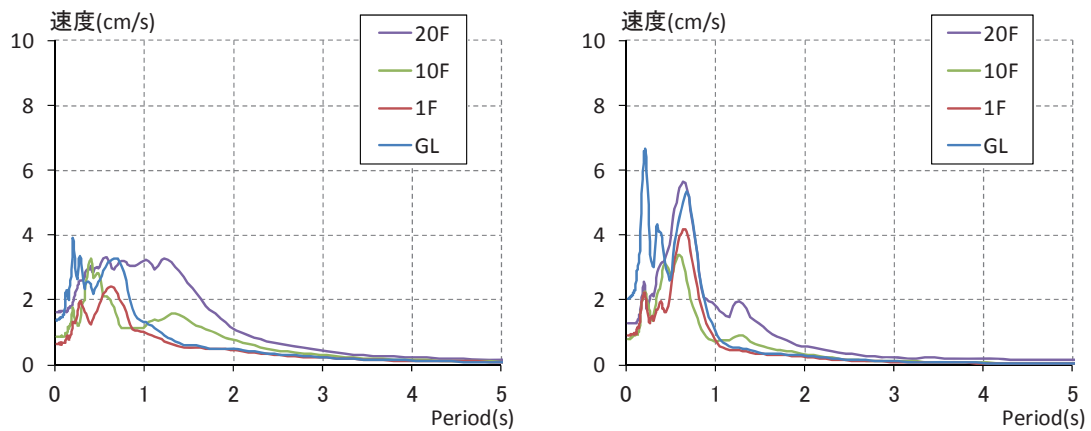 速度(cm/s)
10
8
6
4
2
0
0 1 2 3 4 5
Period(s)
20F
10F
1F
GL
速度(cm/s)
10
8
6
4
2
0
0 1 2 3 4 5
Period(s)
20F
10F
1F
GL